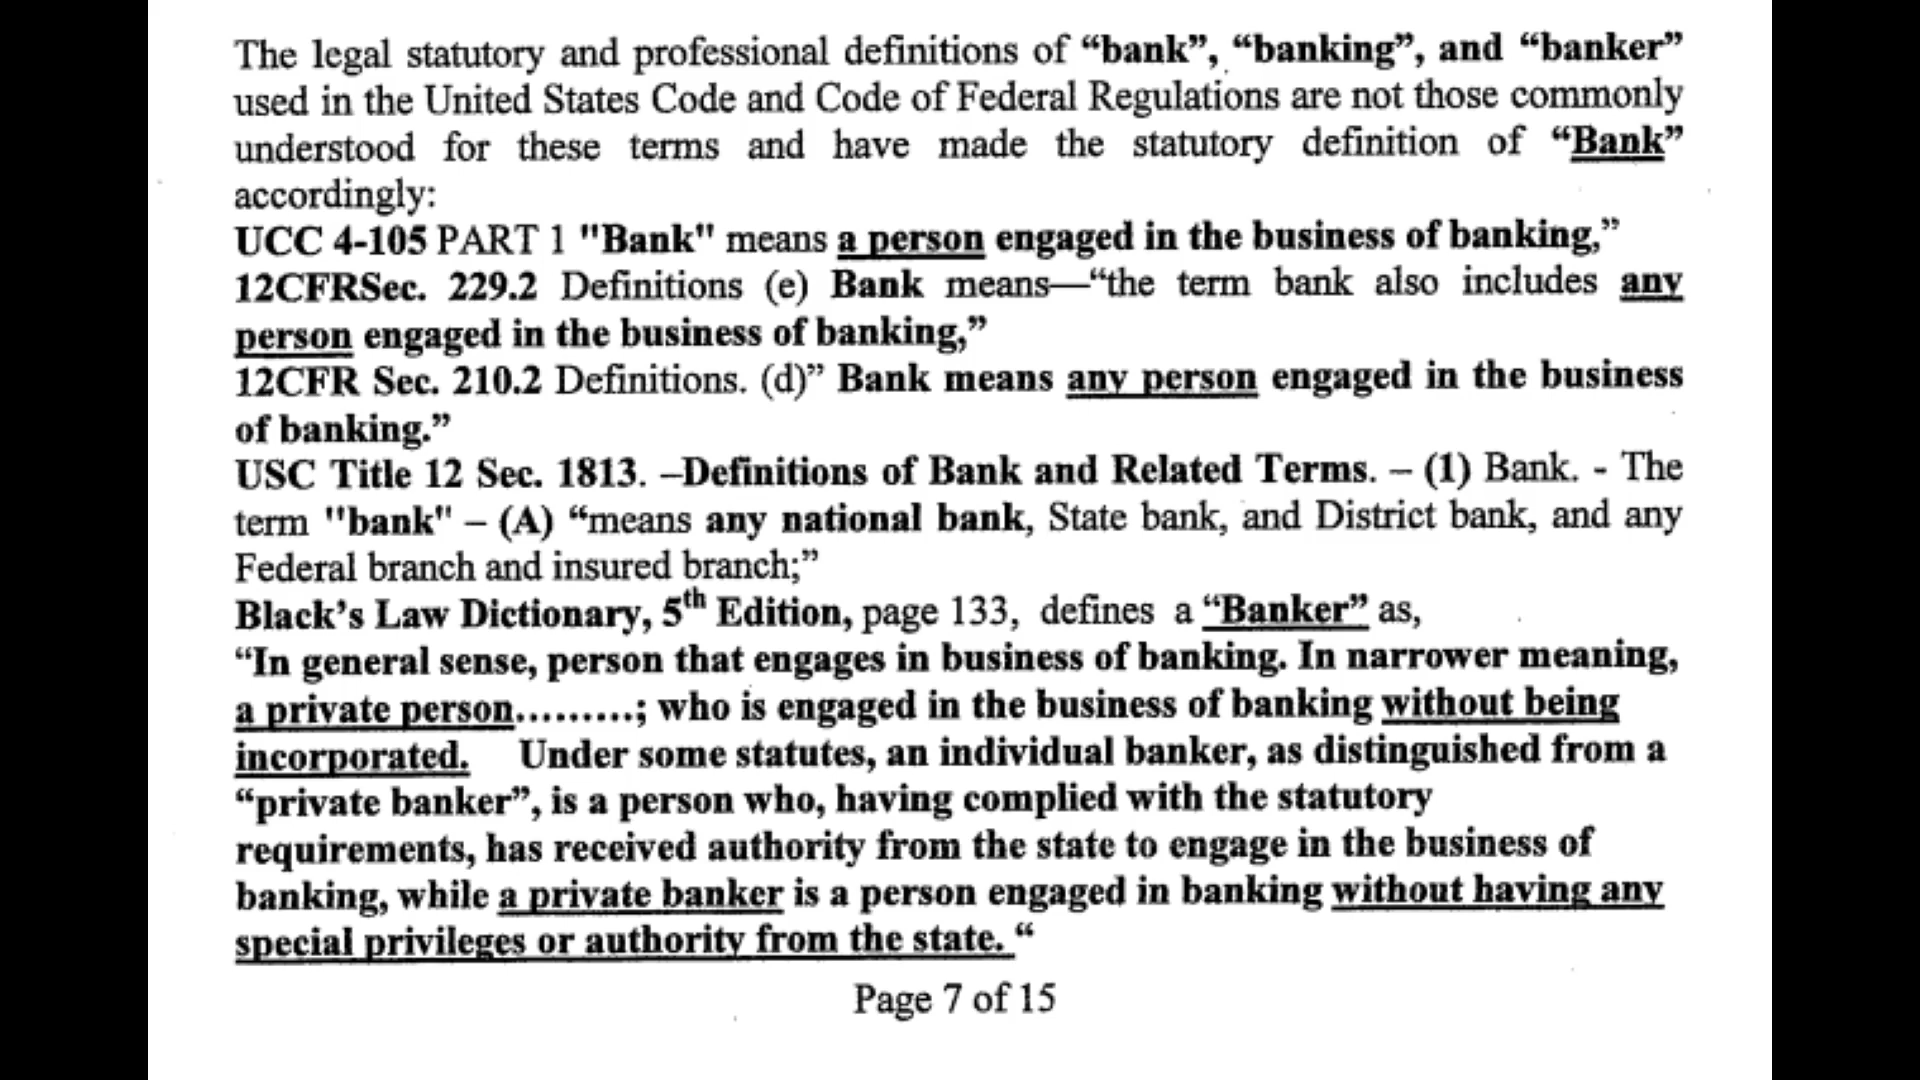 The legal statutory and professional definitions of “bank”, “banking”, and “banker”
used in the United States Code and Code of Federal Regulations are not those commonly
understood for these terms and have made the statutory definition of “Bank”
accordingly:
UCC 4-105 PART 1 "Bank" means a person engaged in the business of banking,”
12CFRSec. 229.2 Definitions (e) Bank means—“the term bank also includes any
person engaged in the business of banking,”
12CFR Sec. 210.2 Definitions. (d)” Bank means any person engaged in the business
of banking.”
USC Title 12 Sec. 1813. –Definitions of Bank and Related Terms. – (1) Bank. - The
term "bank" – (A) “means any national bank, State bank, and District bank, and any
Federal branch and insured branch;”
Black’s Law Dictionary, 5th Edition, page 133, defines a “Banker” as,
“In general sense, person that engages in business of banking. In narrower meaning,
a private person.........; who is engaged in the business of banking without being
incorporated. Under some statutes, an individual banker, as distinguished from a
“private banker”, is a person who, having complied with the statutory
requirements, has received authority from the state to engage in the business of
banking, while a private banker is a person engaged in banking without having any
special privileges or authority from the state. “
Page 7 of 15